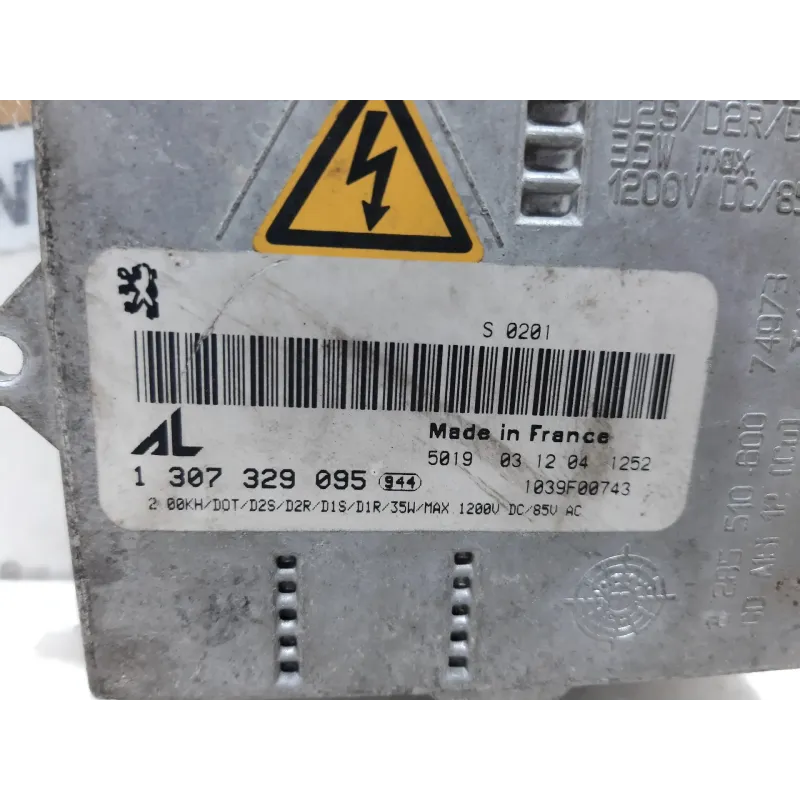 D2S/D2R/D
35W max.
1200V DC/85
S 0201
AL
Made in France
5019 03 12 04 1252
1 307 329 095 944
1039F00743
2 00KH/DOT/D2S/D2R/D1S/D1R/35W/MAX 1200V DC/85V AC
74973
285 510-600